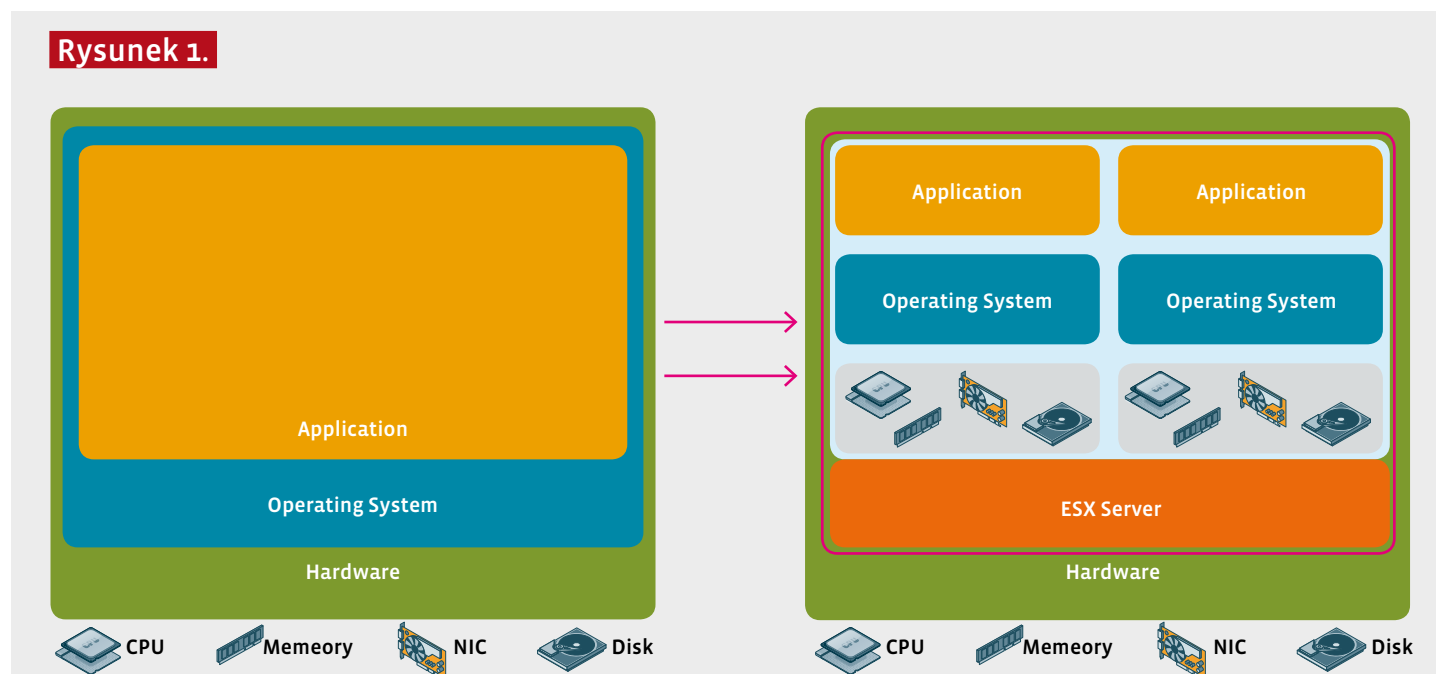 Rysunek 1.
Application
Operating System
Hardware
CPU
Memeory
NIC
Disk
Application
Application
Operating System
Operating System
ESX Server
Hardware
CPU
Memeory
NIC
Disk